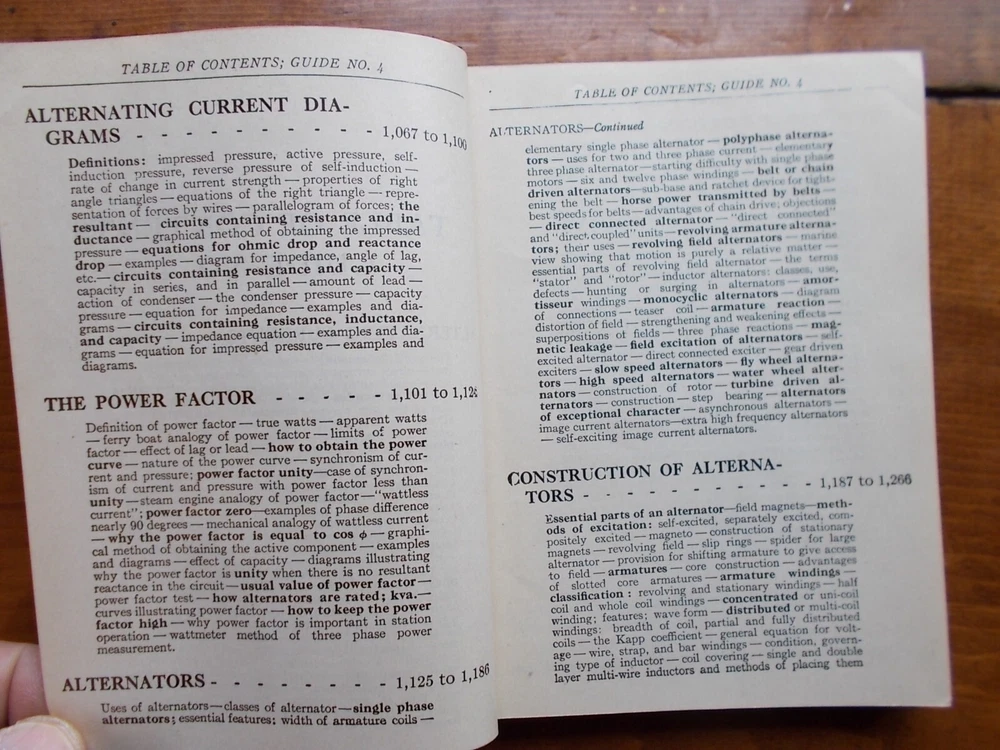 TABLE OF CONTENTS; GUIDE NO. 4
ALTERNATING CURRENT DIA-
GRAMS - - - - - - - - - - 1,067 to 1,100
Definitions: impressed pressure, active pressure, self-
induction pressure, reverse pressure of self-induction—
rate of change in current strength — properties of right
angle triangles — equations of the right triangle — repre-
sentation of forces by wires — parallelogram of forces; the
resultant — circuits containing resistance and in-
ductance — graphical method of obtaining the impressed
pressure — equations for ohmic drop and reactance
drop — examples — diagram for impedance, angle of lag,
etc.— circuits containing resistance and capacity —
capacity in series, and in parallel — amount of lead —
action of condenser — the condenser pressure — capacity
pressure — equation for impedance — examples and dia-
grams — circuits containing resistance, inductance,
and capacity — impedance equation — examples and dia-
grams — equation for impressed pressure — examples and
diagrams.
THE POWER FACTOR - - - - - 1,101 to 1,124
Definition of power factor — true watts — apparent watts
— ferry boat analogy of power factor — limits of power
factor — effect of lag or lead — how to obtain the power
curve — nature of the power curve — synchronism of cur-
rent and pressure; power factor unity—case of synchron-
ism of current and pressure with power factor less than
unity — steam engine analogy of power factor—"wattless
current"; power factor zero—examples of phase difference
nearly 90 degrees — mechanical analogy of wattless current
— why the power factor is equal to cos ϕ — graphi-
cal method of obtaining the active component — examples
and diagrams — effect of capacity — diagrams illustrating
why the power factor is unity when there is no resultant
reactance in the circuit — usual value of power factor—
power factor test — how alternators are rated; kva.—
curves illustrating power factor — how to keep the power
factor high — why power factor is important in station
operation — wattmeter method of three phase power
measurement.
ALTERNATORS - - - - - - - 1,125 to 1,186
Uses of alternators—classes of alternator—single phase
alternators; essential features; width of armature coils —
TABLE OF CONTENTS; GUIDE NO. 4
ALTERNATORS—Continued
elementary single phase alternator — polyphase alterna-
tors — uses for two and three phase current — elementary
three phase alternator—starting difficulty with single phase
motors — six and twelve phase windings — belt or chain
driven alternators—sub-base and ratchet device for tight-
ening the belt — horse power transmitted by belts—
best speeds for belts—advantages of chain drive; objections
— direct connected alternator — "direct connected"
and "direct coupled" units — revolving armature alterna-
tors; their uses — revolving field alternators — marine
view showing that motion is purely a relative matter —
essential parts of revolving field alternator — the terms
"stator" and "rotor"—inductor alternators: classes, use,
defects — hunting or surging in alternators — amor-
tisseur windings — monocyclic alternators — diagram
of connections — teaser coil — armature reaction —
distortion of field — strengthening and weakening effects—
superpositions of fields — three phase reactions — mag-
netic leakage — field excitation of alternators — self-
excited alternator — direct connected exciter — gear driven
exciters — slow speed alternators — fly wheel alterna-
tors — high speed alternators — water wheel alter-
nators — construction of rotor — turbine driven al-
ternators — construction — step bearing — alternators
of exceptional character — asynchronous alternators —
image current alternators—extra high frequency alternators
— self-exciting image current alternators.
CONSTRUCTION OF ALTERNA-
TORS - - - - - - - - - - - 1,187 to 1,266
Essential parts of an alternator—field magnets—meth-
ods of excitation: self-excited, separately excited, com-
positely excited — magneto — construction of stationary
magnets — revolving field — slip rings — spider for large
alternator — provision for shifting armature to give access
to field — armatures — core construction — advantages
of slotted core armatures — armature windings —
classification : revolving and stationary windings — half
coil and whole coil windings — concentrated or uni-coil
winding; features; wave form — distributed or multi-coil
windings: breadth of coil, partial and fully distributed
coils — the Kapp coefficient — general equation for volt-
age — wire, strap, and bar windings — condition, govern-
ing type of inductor — coil covering — single and double
layer multi-wire inductors and methods of placing them